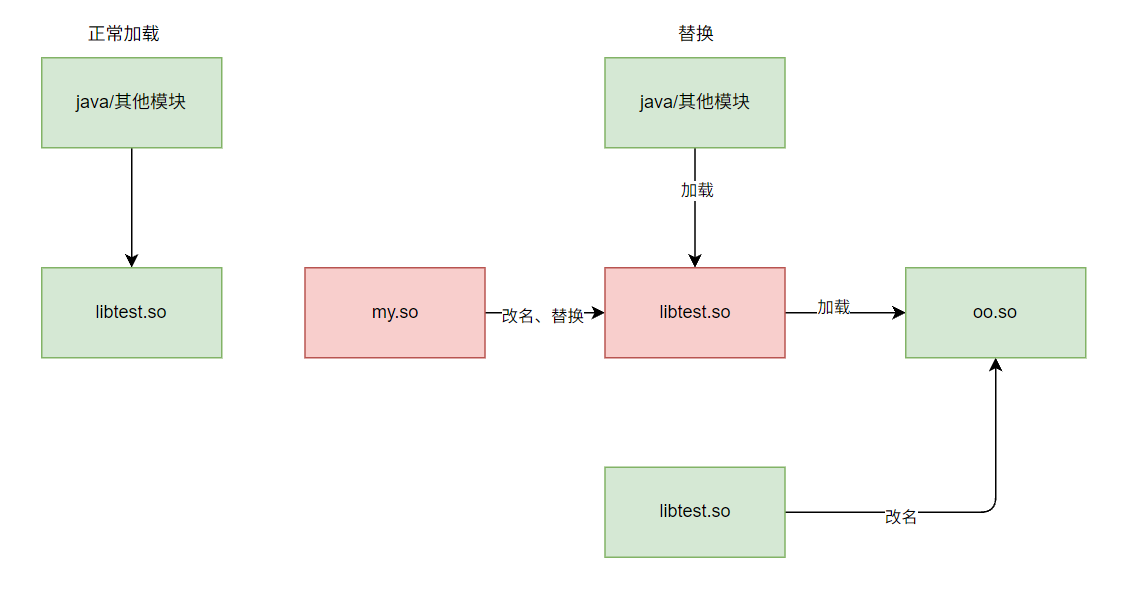 正常加载
替换
java/其他模块
java/其他模块
加载
libtest.so
my.so
改名、替换
libtest.so
加载
oo.so
libtest.so
改名